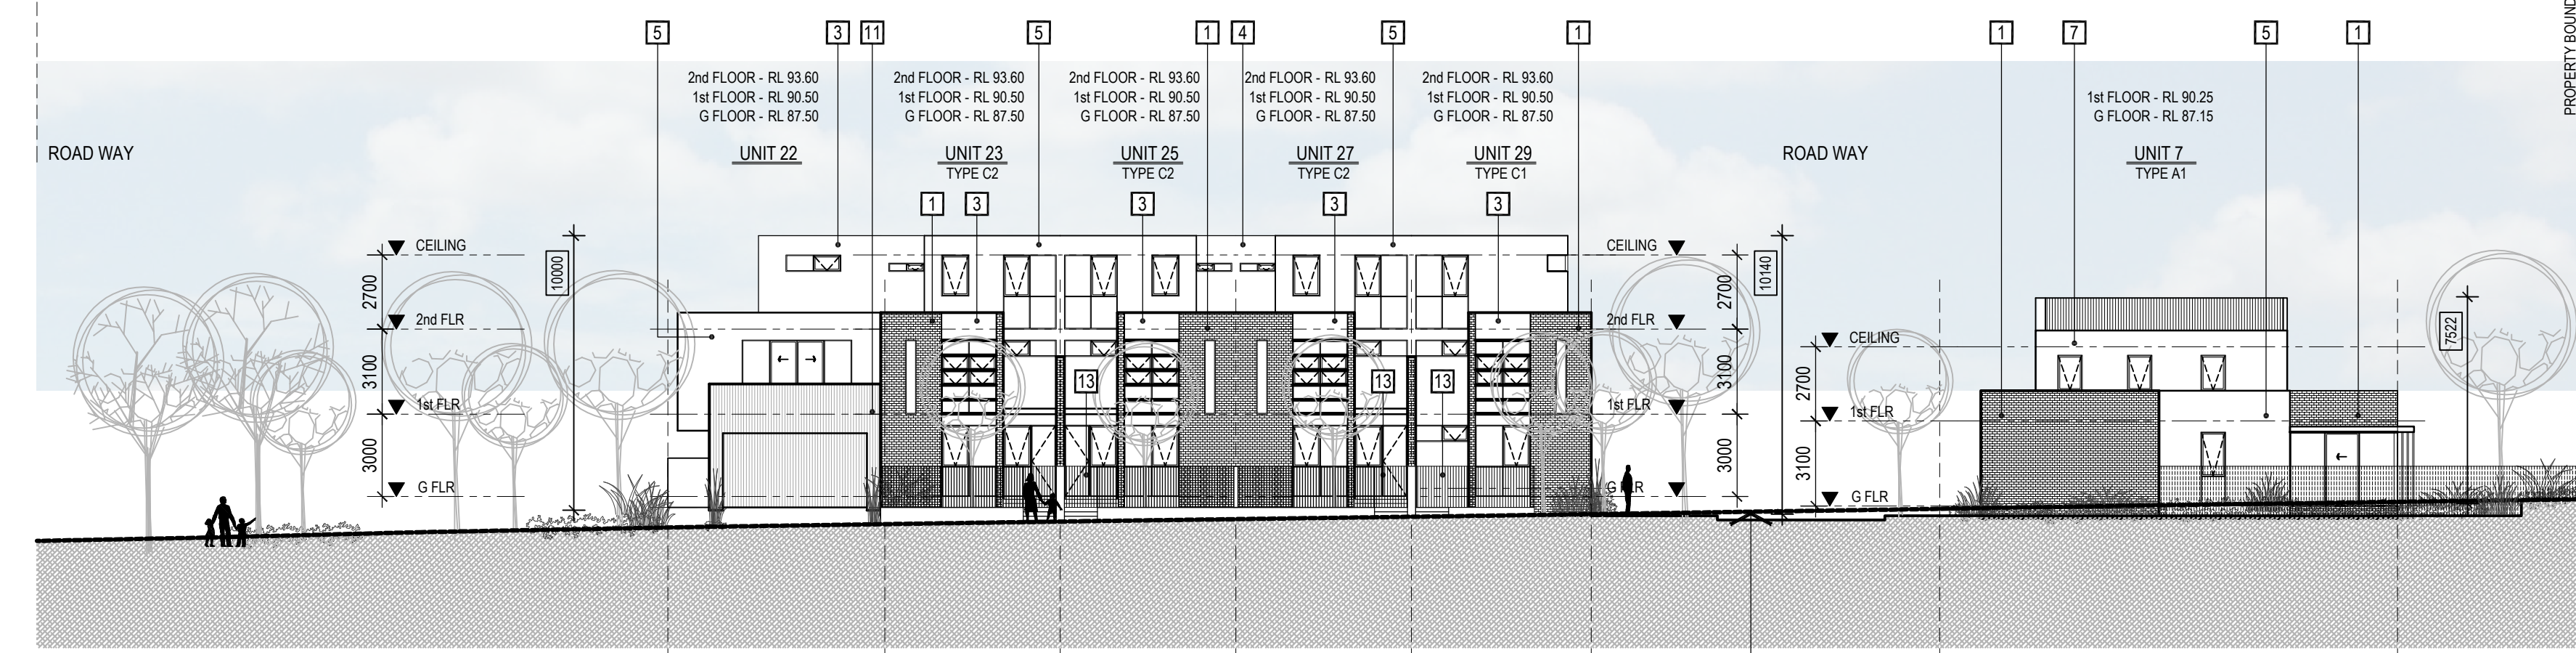 5
3
11
5
1
4
5
1
1
7
5
1
PROPERTY BOUND
2nd FLOOR - RL 93.60
1st FLOOR - RL 90.50
G FLOOR - RL 87.50
2nd FLOOR - RL 93.60
1st FLOOR - RL 90.50
G FLOOR - RL 87.50
2nd FLOOR - RL 93.60
1st FLOOR - RL 90.50
G FLOOR - RL 87.50
2nd FLOOR - RL 93.60
1st FLOOR - RL 90.50
G FLOOR - RL 87.50
2nd FLOOR - RL 93.60
1st FLOOR - RL 90.50
G FLOOR - RL 87.50
1st FLOOR - RL 90.25
G FLOOR - RL 87.15
ROAD WAY
UNIT 22
UNIT 23
TYPE C2
UNIT 25
TYPE C2
UNIT 27
TYPE C2
UNIT 29
TYPE C1
ROAD WAY
UNIT 7
TYPE A1
1
3
3
3
3
CEILING
2700
2nd FLR
3100
1st FLR
3000
G FLR
10000
13
13
13
CEILING
2700
2nd FLR
3100
1st FLR
3000
G FLR
10140
CEILING
2700
1st FLR
3100
G FLR
7522